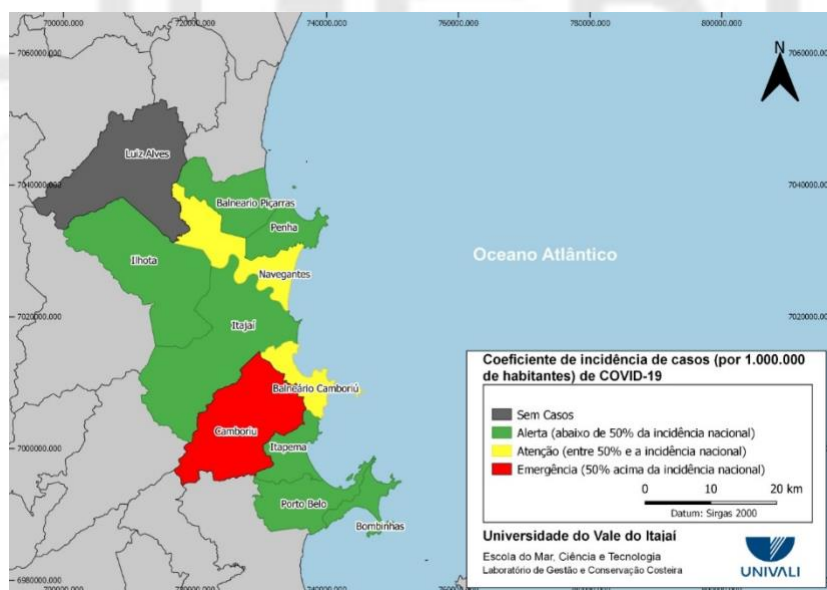 700000.000 720000.000 740000.000 760000.000 780000.000 800000.000
7060000.000 7060000.000
N
Luiz Alves
7040000.000 7040000.000
Balneario Piçarras
Penha
Ilhota
Oceano Atlântico
Navegantes
7020000.000 7020000.000
Itajaí
Coeficiente de incidência de casos (por 1.000.000
de habitantes) de COVID-19
Balneário Camboriú
Sem Casos
Camboriu
Alerta (abaixo de 50% da incidência nacional)
7000000.000
Itapema
Atenção (entre 50% e a incidência nacional)
Emergência (50% acima da incidência nacional)
0 10 20 km
Porto Belo
Datum: Sirgas 2000
Bombinhas
Universidade do Vale do Itajaí
Escola do Mar, Ciência e Tecnologia
Laboratório de Gestão e Conservação Costeira
UNIVALI
6980000.000
740000.000